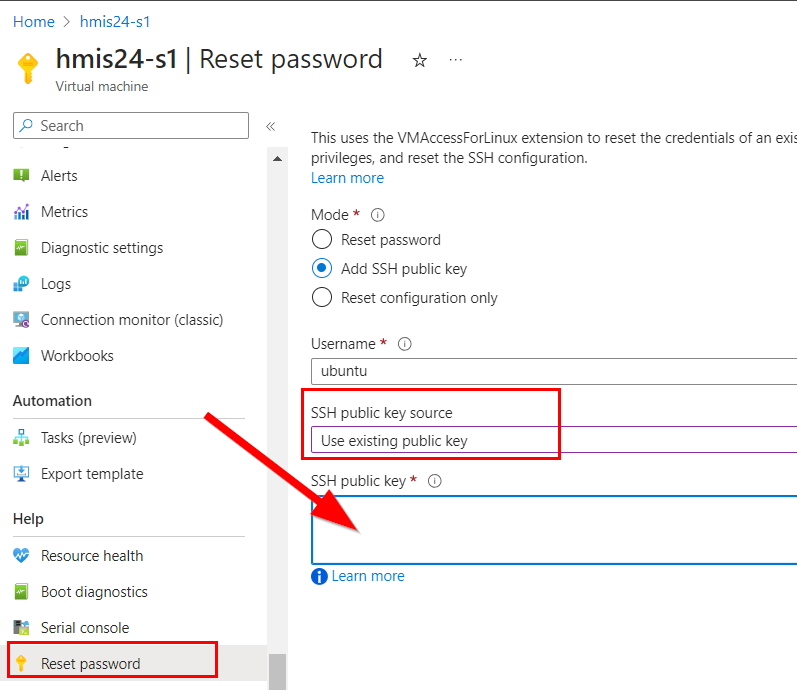 Home > hmis24-s1
hmis24-s1 | Reset password
Virtual machine
Search
Alerts
Metrics
Diagnostic settings
Logs
Connection monitor (classic)
Workbooks
Automation
Tasks (preview)
Export template
Help
Resource health
Boot diagnostics
Serial console
Reset password
This uses the VMAccessForLinux extension to reset the credentials of an exis
privileges, and reset the SSH configuration.
Learn more
Mode *
Reset password
Add SSH public key
Reset configuration only
Username *
ubuntu
SSH public key source
Use existing public key
SSH public key *
Learn more